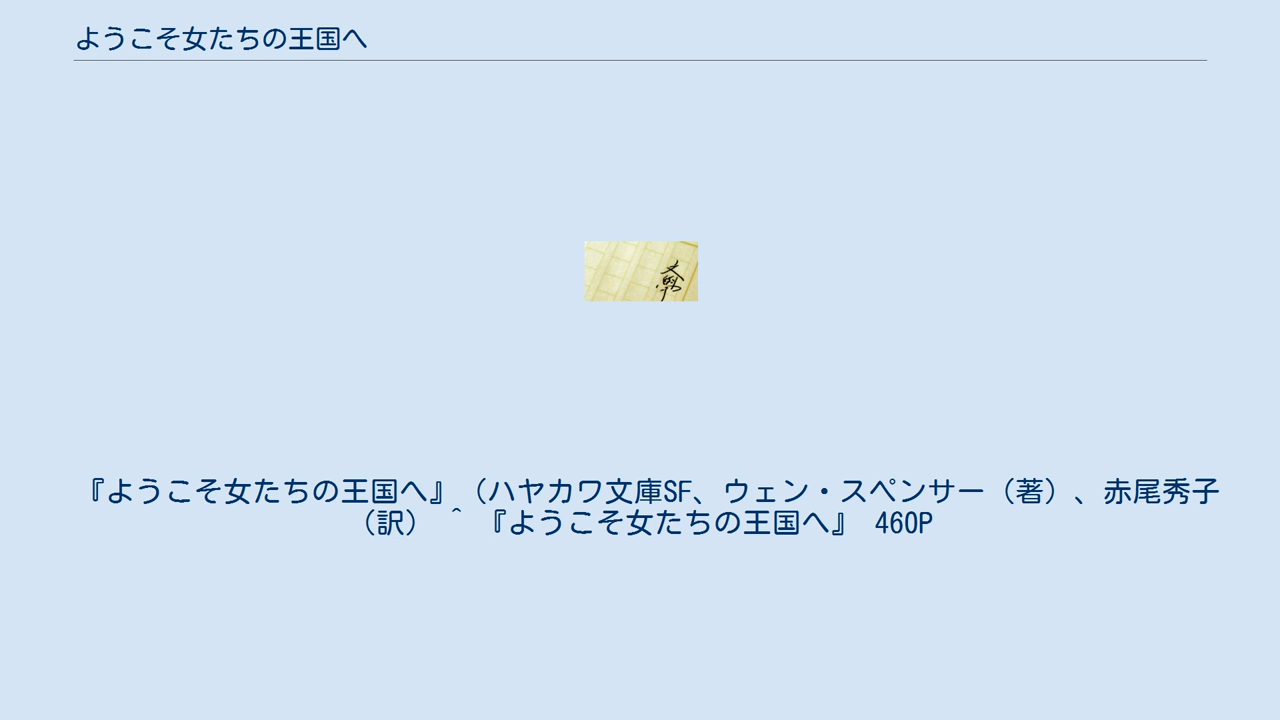 ようこそ女たちの王国へ
『ようこそ女たちの王国へ』（ハヤカワ文庫SF、ウェン・スペンサー（著）、赤尾秀子
（訳） ^ 『ようこそ女たちの王国へ』 460P